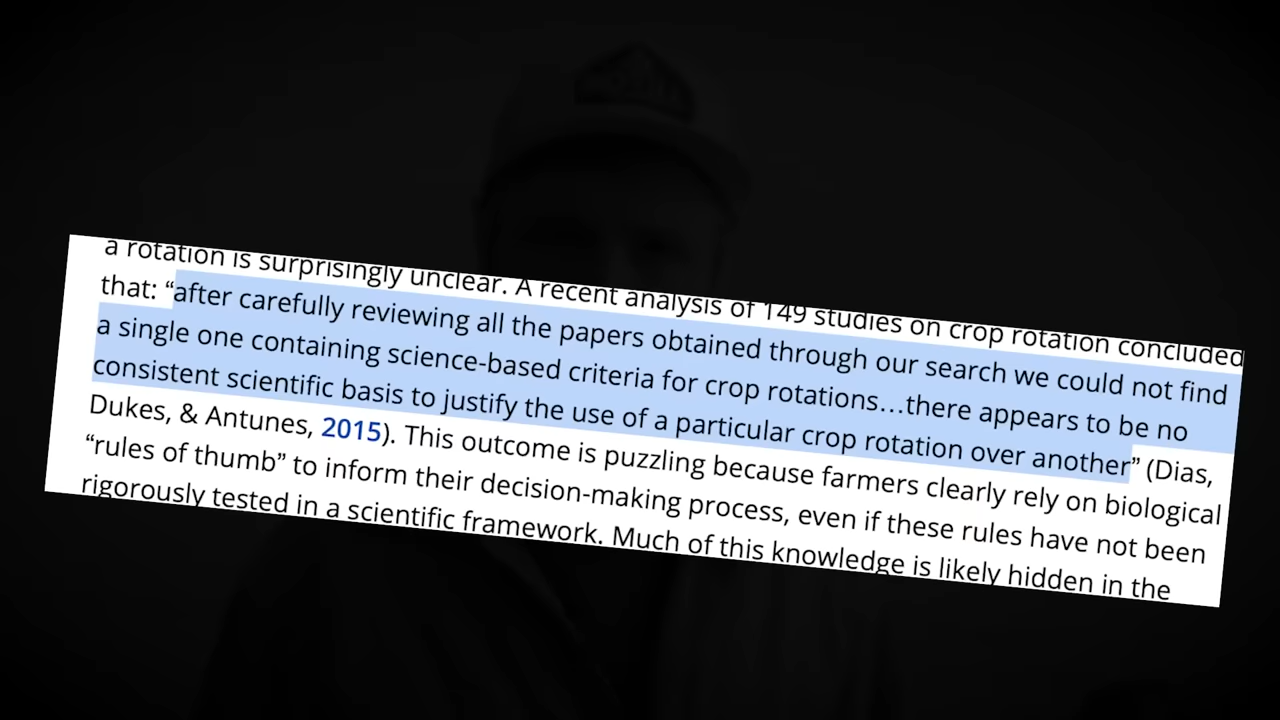 a rotation is surprisingly unclear. A recent analysis of 149 studies on crop rotation concluded
that: “after carefully reviewing all the papers obtained through our search we could not find
a single one containing science-based criteria for crop rotations…there appears to be no
consistent scientific basis to justify the use of a particular crop rotation over another” (Dias,
Dukes, & Antunes, 2015). This outcome is puzzling because farmers clearly rely on biological
“rules of thumb” to inform their decision-making process, even if these rules have not been
rigorously tested in a scientific framework. Much of this knowledge is likely hidden in the